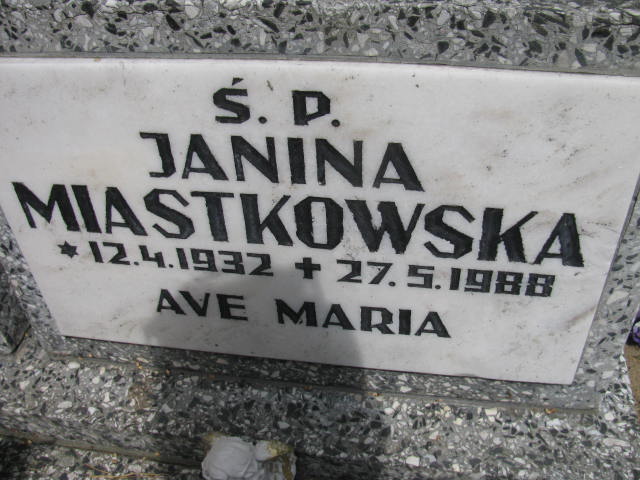 Ś. P.
JANINA
MIASTKOWSKA
* 12.4.1932 + 27.5.1988
AVE MARIA